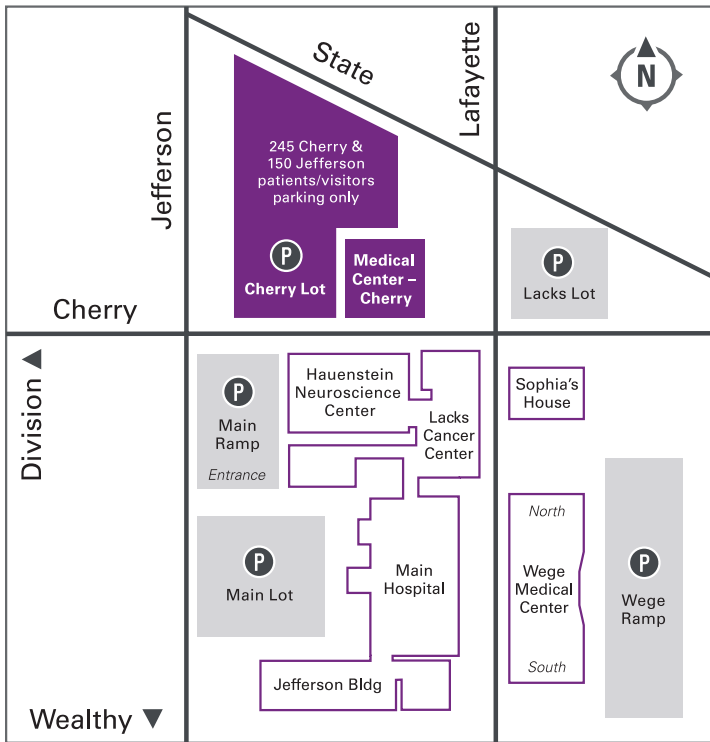 State
Lafayette
N
Jefferson
245 Cherry &
150 Jefferson
patients/visitors
parking only
P
Cherry Lot
Medical
Center –
Cherry
P
Lacks Lot
Cherry
Division
P
Main
Ramp
Entrance
Hauenstein
Neuroscience
Center
Lacks
Cancer
Center
Sophia's
House
P
Main Lot
Main
Hospital
North
Wege
Medical
Center
South
P
Wege
Ramp
Jefferson Bldg
Wealthy